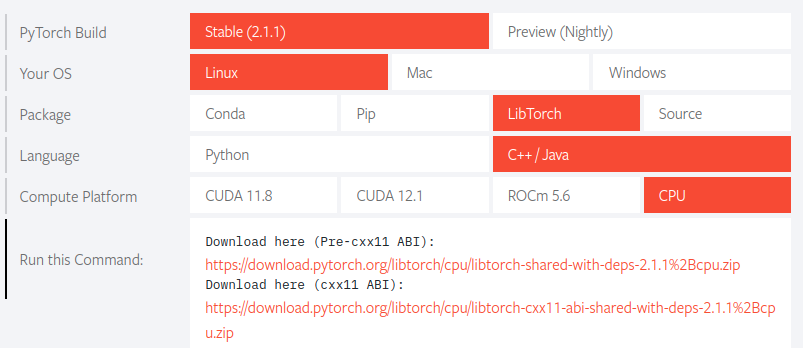 PyTorch Build Stable (2.1.1) Preview (Nightly)
Your OS Linux Mac Windows
Package Conda Pip LibTorch Source
Language Python C++ / Java
Compute Platform CUDA 11.8 CUDA 12.1 ROCm 5.6 CPU
Run this Command:
Download here (Pre-cxx11 ABI):
https://download.pytorch.org/libtorch/cpu/libtorch-shared-with-deps-2.1.1%2Bcpu.zip
Download here (cxx11 ABI):
https://download.pytorch.org/libtorch/cpu/libtorch-cxx11-abi-shared-with-deps-2.1.1%2Bcp
u.zip